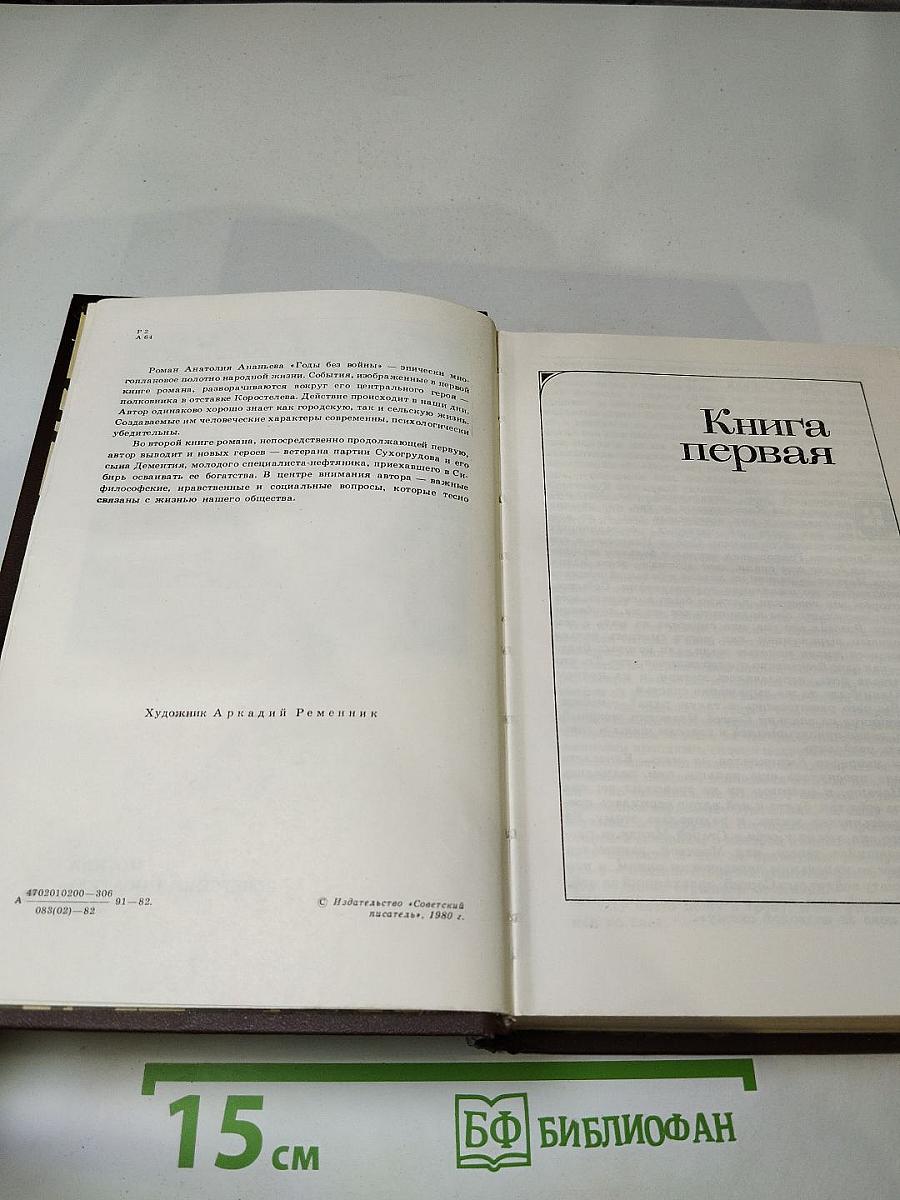 Р 2
А 64
Роман Анатолия Ананьева «Годы без войны» — эпически мно-
гоплановое полотно народной жизни. События, изображенные в первой
книге романа, разворачиваются вокруг его центрального героя —
полковника в отставке Коростелева. Действие происходит в наши дни.
Автор одинаково хорошо знает как городскую, так и сельскую жизнь.
Создаваемые им человеческие характеры современны, психологически
убедительны.
Во второй книге романа, непосредственно продолжающей первую,
автор выводит и новых героев — ветерана партии Сухогрудова и его
сына Дементия, молодого специалиста-нефтяника, приехавшего в Си-
бирь осваивать ее богатства. В центре внимания автора — важные
философские, нравственные и социальные вопросы, которые тесно
связаны с жизнью нашего общества.
Художник Аркадий Ременник
А 4702010200—306 91—82.
083(02)—82
© Издательство «Советский
писатель», 1980 г.
Книга
первая
15 см
БФ БИБЛИОФАН